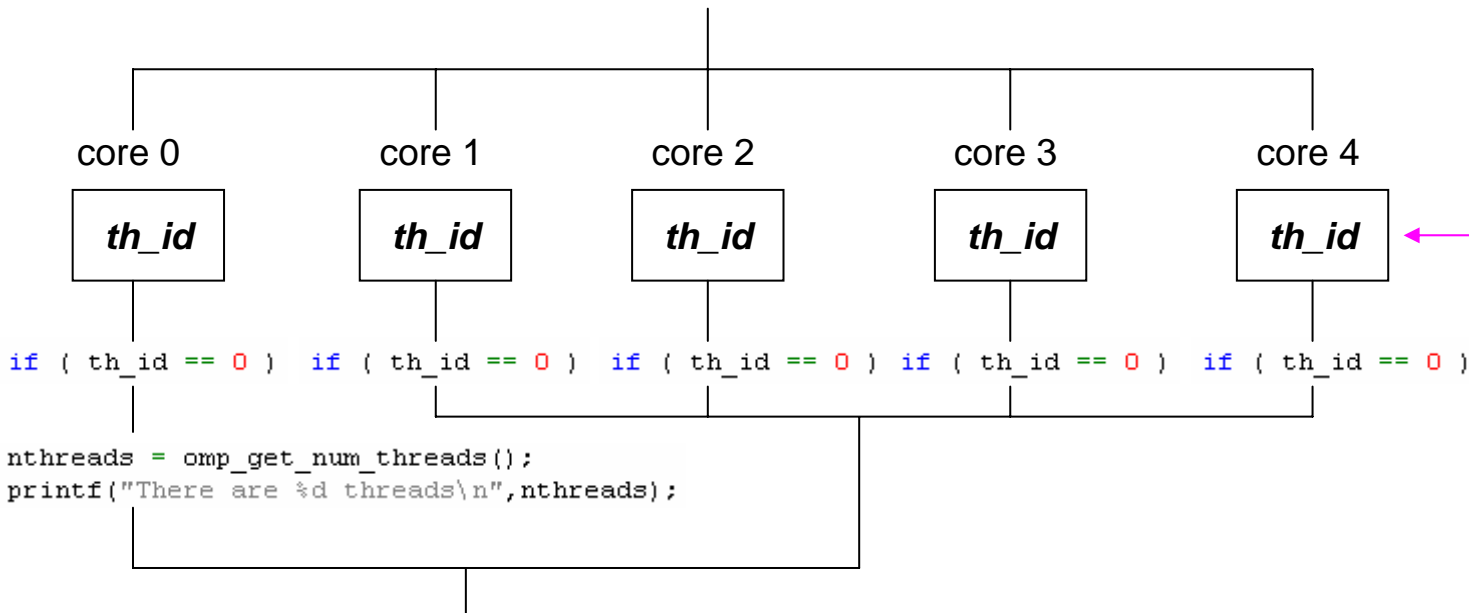 core 0 core 1 core 2 core 3 core 4
th_id th_id th_id th_id th_id
if ( th_id == 0 ) if ( th_id == 0 ) if ( th_id == 0 ) if ( th_id == 0 ) if ( th_id == 0 )
nthreads = omp_get_num_threads();
printf("There are %d threads\n",nthreads);